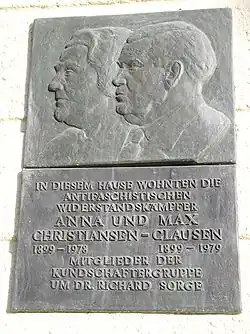 IN DIESEM HAUSE WOHNTEN DIE
ANTIFASCHISTISCHEN
WIDERSTANDSKÄMPFER
ANNA UND MAX
CHRISTIANSEN-CLAUSEN
1899-1978 1899-1979
MITGLIEDER DER
KUNDSCHAFTERGRUPPE
UM DR. RICHARD SORGE